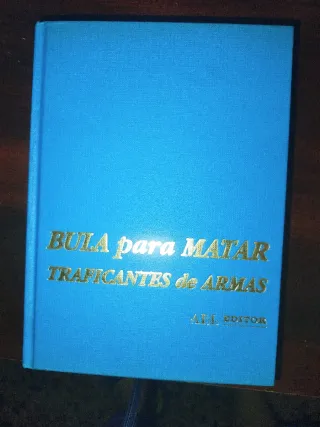 BULA para MATAR
TRAFICANTES de ARMAS
EDITOR